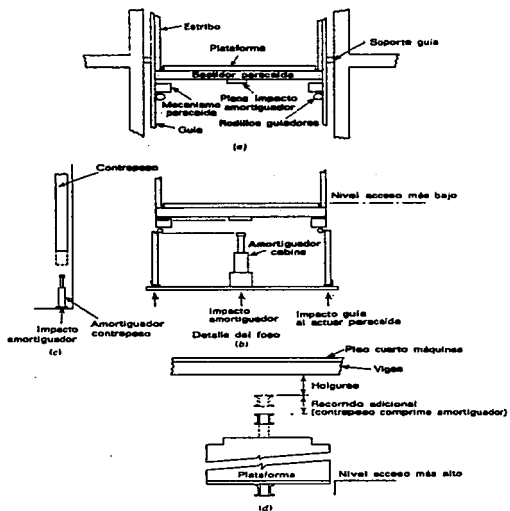 Estribo
Plataforma
Soporte guía
Bastidor paracaída
Placa impacto
amortiguador
Mecanismo
paracaída
Rodillos guiadores
Guía
(a)
Contrapeso
Nivel acceso más bajo
Amortiguador
cabina
Impacto
amortiguador
Amortiguador
contrapeso
(c)
Impacto
amortiguador
Impacto guía
al actuar paracaída
Detalle del foso
(b)
Piso cuarto máquinas
Vigas
Holguras
Recorrido adicional
(contrapeso comprime amortiguador)
Plataforma
Nivel acceso más alto
(d)